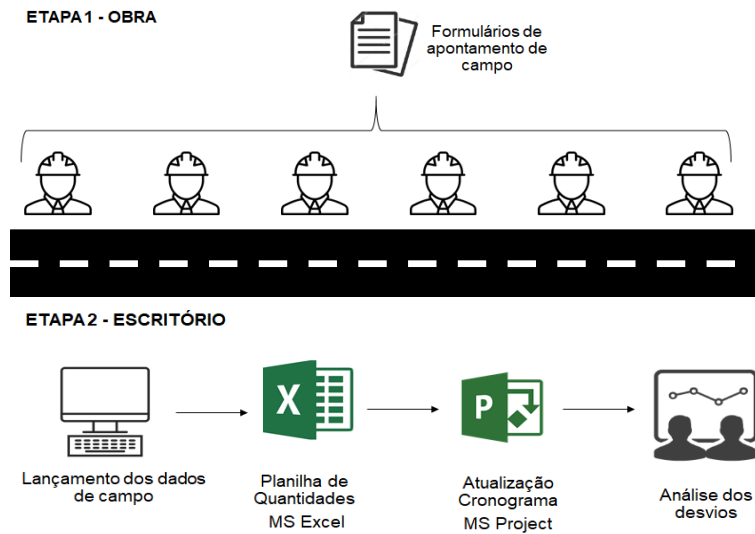 ETAPA 1 - OBRA
Formulários de
apontamento de
campo
ETAPA 2 - ESCRITÓRIO
X
P
Lançamento dos dados
de campo
Planilha de
Quantidades
MS Excel
Atualização
Cronograma
MS Project
Análise dos
desvios